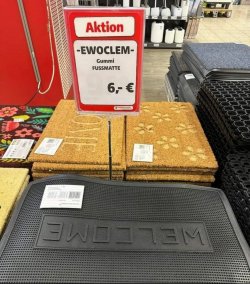 Aktion
-EWOCLEM-
Gummi
FUSSMATTE
6,- €
WELCOME